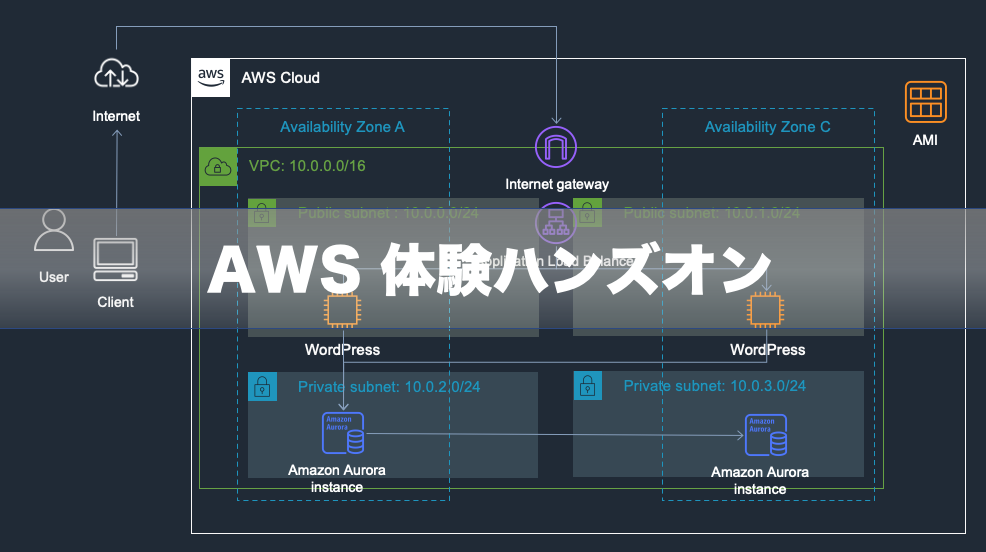 aws
AWS Cloud
Internet
Availability Zone A
Availability Zone C
AMI
VPC: 10.0.0.0/16
Internet gateway
Public subnet : 10.0.0.0/24
Public subnet: 10.0.1.0/24
User
Client
AWS 体験ハンズオン
Application Load Balancer
WordPress
WordPress
Private subnet: 10.0.2.0/24
Private subnet: 10.0.3.0/24
Amazon
Aurora
Amazon
Aurora
Amazon Aurora
instance
Amazon Aurora
instance